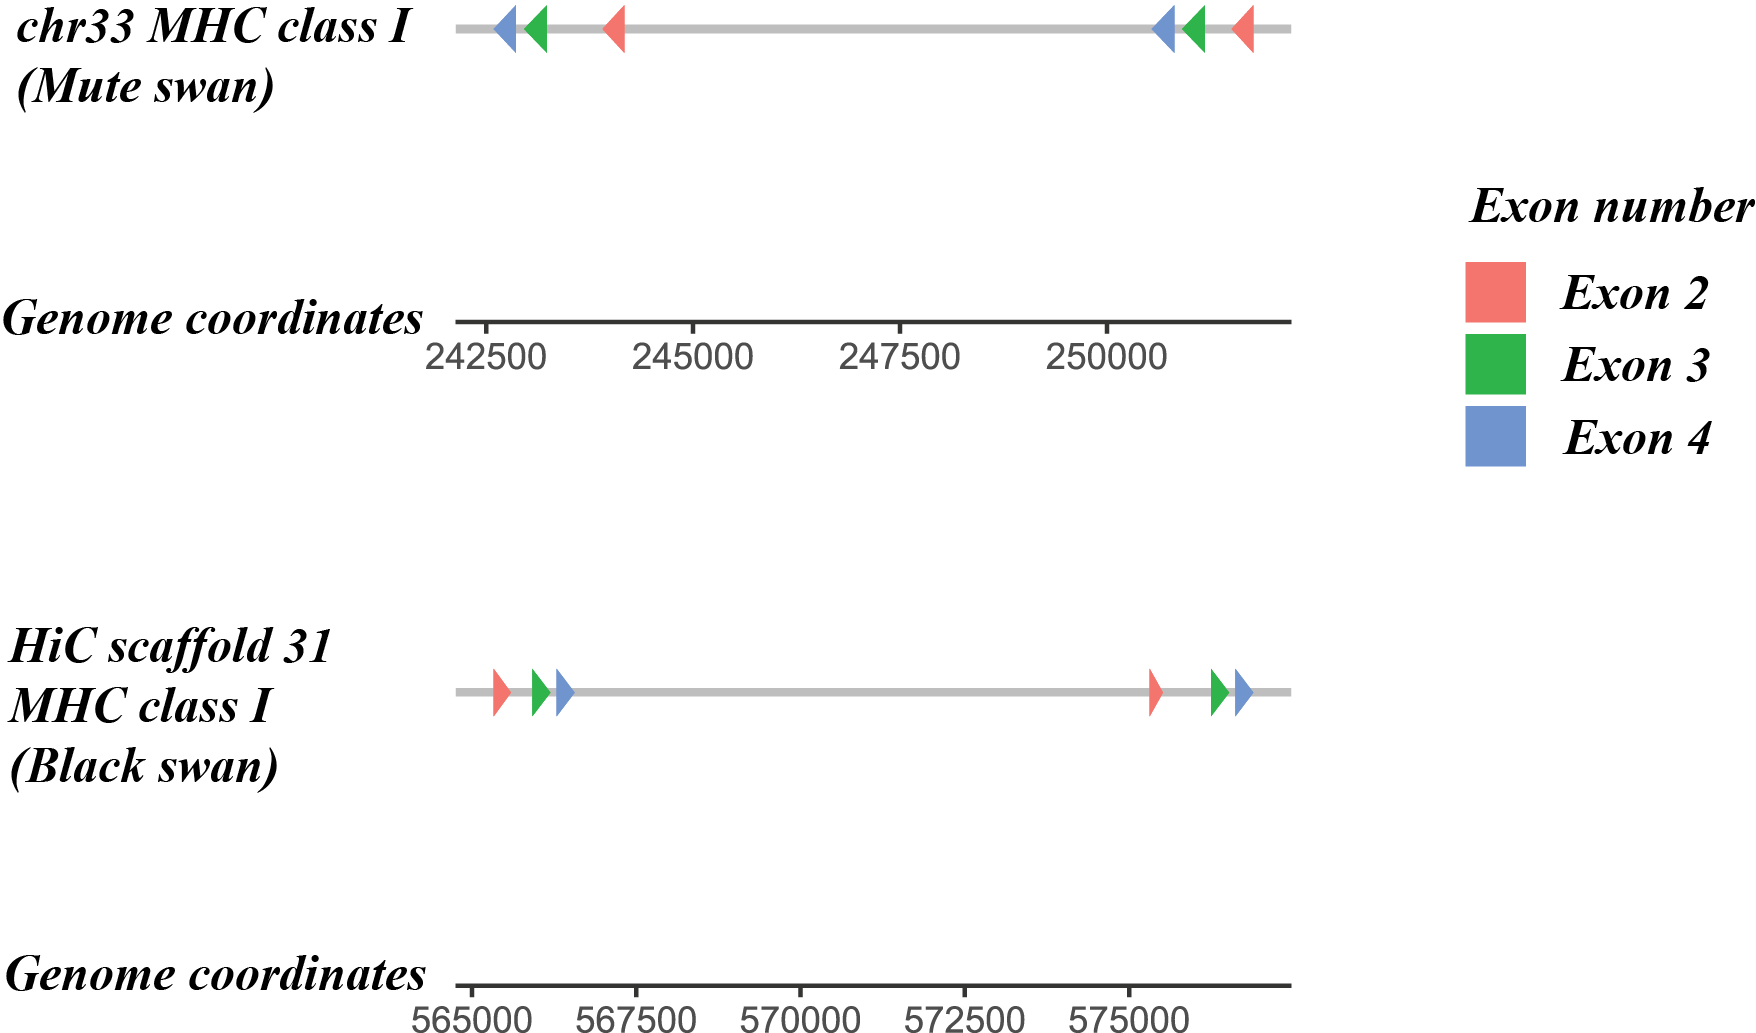 chr33 MHC class I
(Mute swan)
Genome coordinates
242500 245000 247500 250000
Exon number
Exon 2
Exon 3
Exon 4
HiC scaffold 31
MHC class I
(Black swan)
Genome coordinates
565000 567500 570000 572500 575000